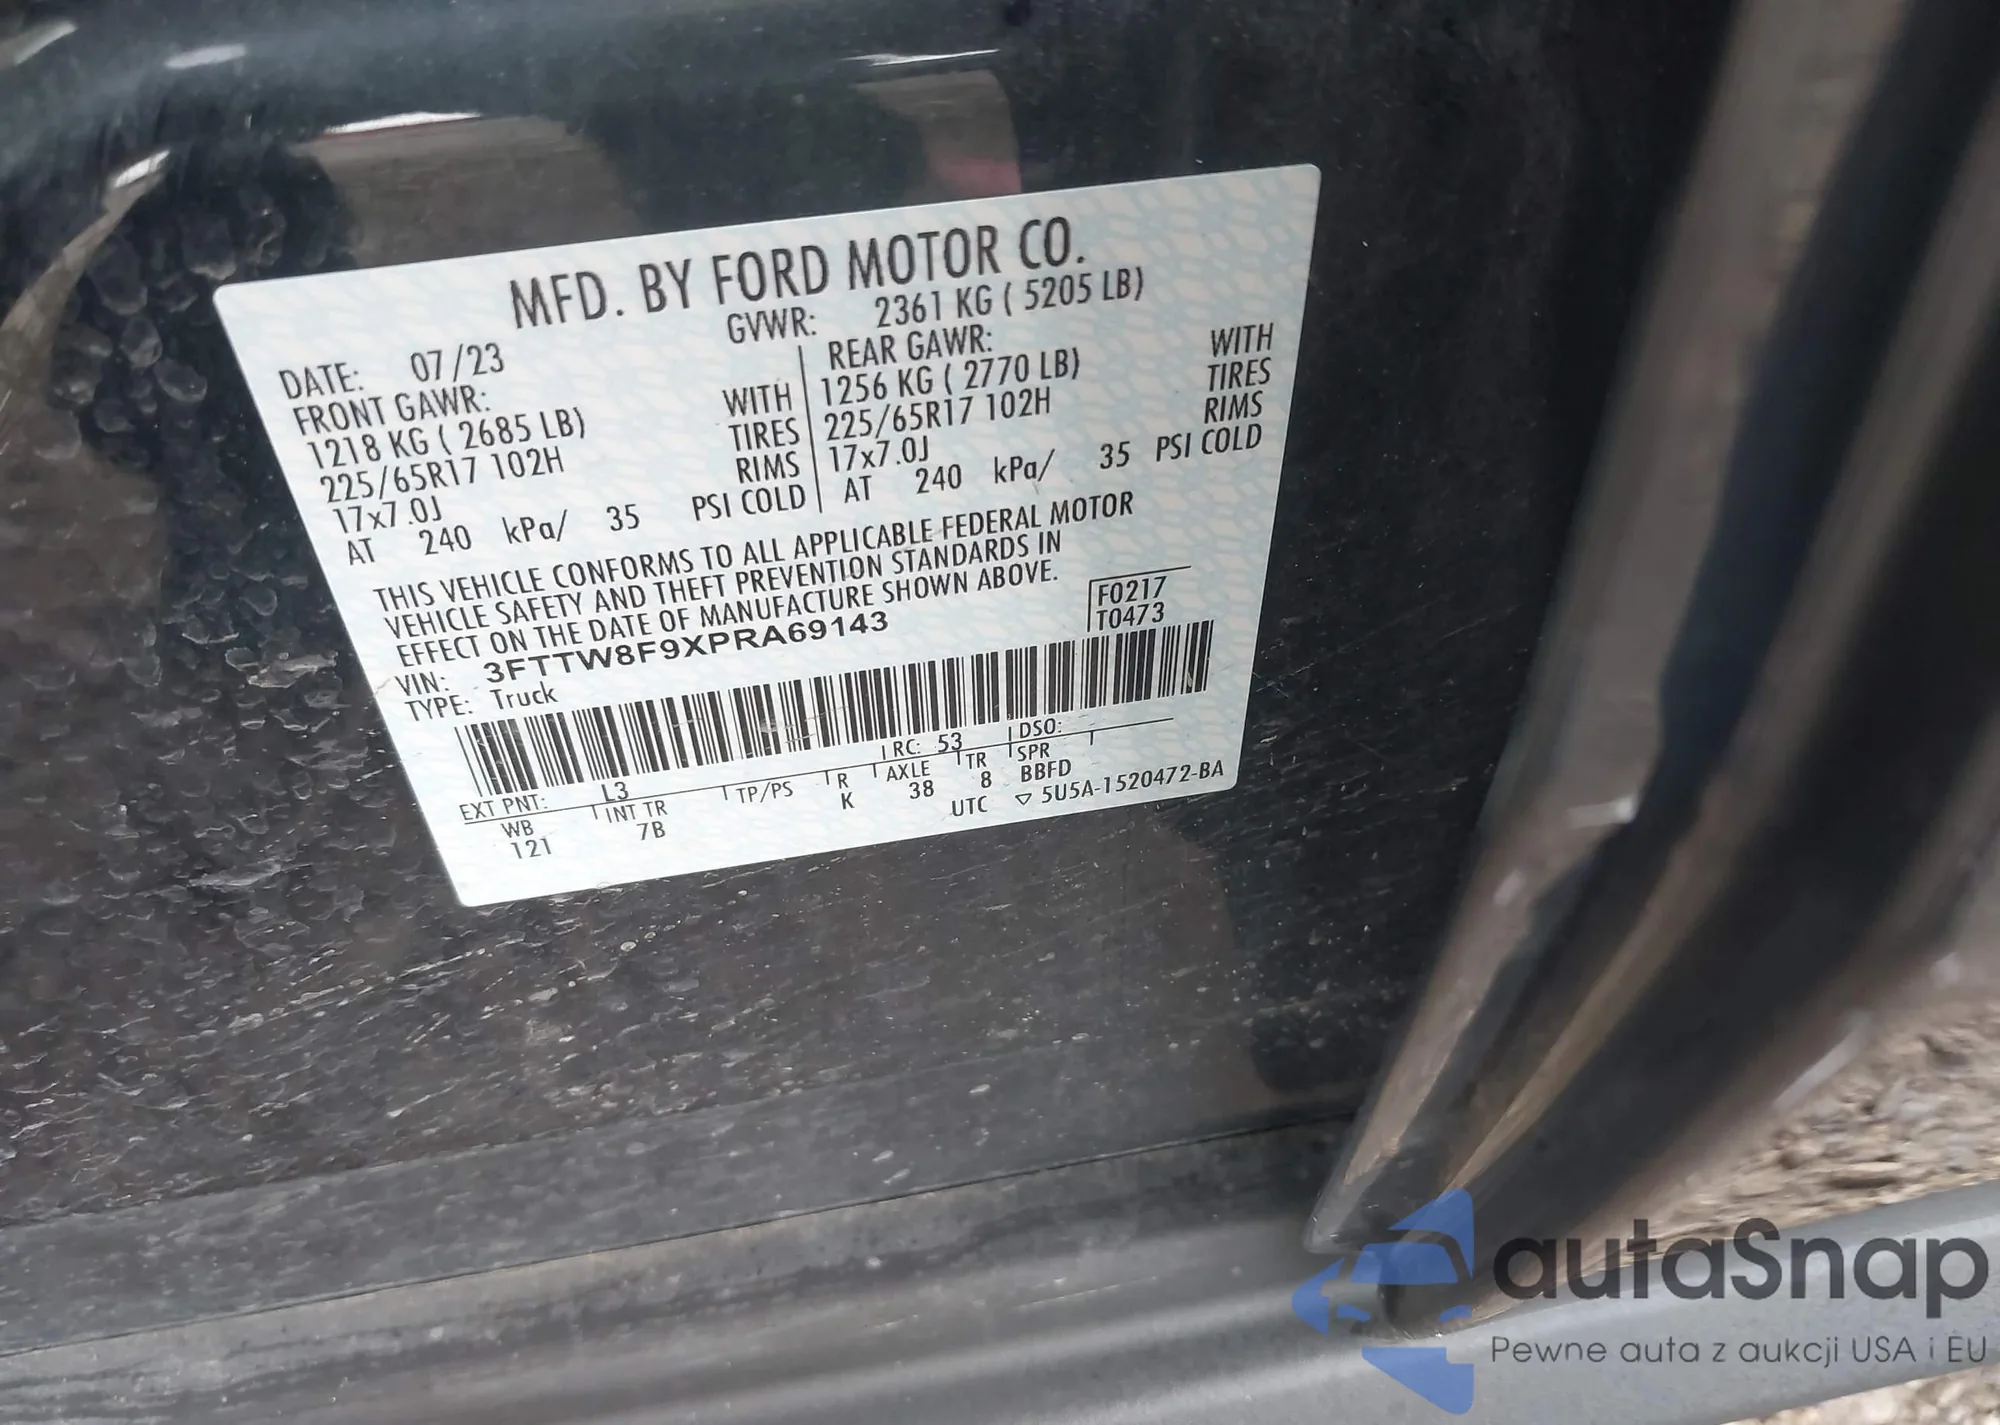 MFD. BY FORD MOTOR CO.
DATE: 07/23 GVWR: 2361 KG ( 5205 LB)
FRONT GAWR: WITH REAR GAWR: WITH
1218 KG ( 2685 LB) TIRES 1256 KG ( 2770 LB) TIRES
225/65R17 102H RIMS 225/65R17 102H RIMS
17x7.0J 17x7.0J
AT 240 kPa/ 35 PSI COLD AT 240 kPa/ 35 PSI COLD
THIS VEHICLE CONFORMS TO ALL APPLICABLE FEDERAL MOTOR
VEHICLE SAFETY AND THEFT PREVENTION STANDARDS IN
EFFECT ON THE DATE OF MANUFACTURE SHOWN ABOVE.
F0217
T0473
VIN: 3FTTW8F9XPRA69143
TYPE: Truck
EXT PNT: L3 RC: 53 DSO:
WB INT TR TP/PS R AXLE TR SPR
121 7B K 38 8 BBFD
UTC ▽ 5U5A-1520472-BA
autaSnap
Pewne auta z aukcji USA i EU